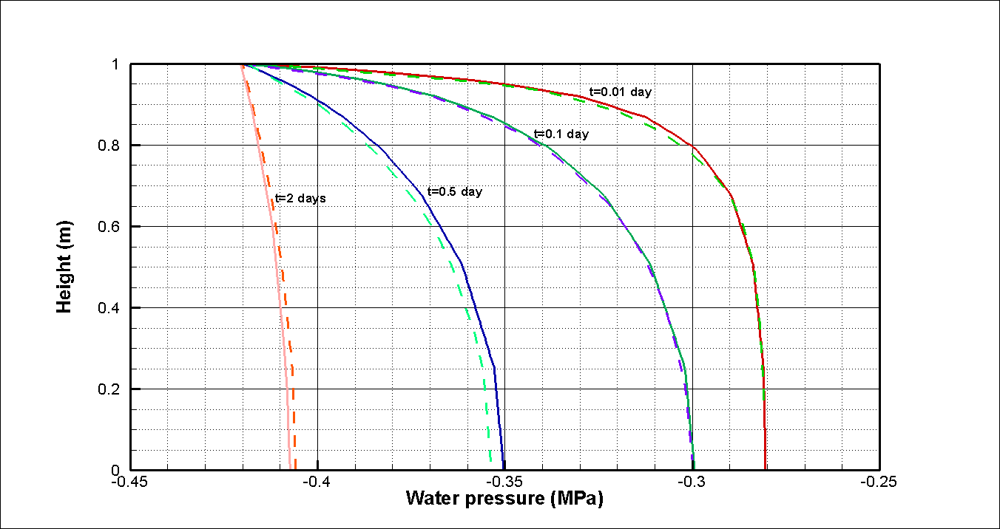 1
t=0.01 day
t=0.1 day
0.8
t=0.5 day
t=2 days
0.6
Height (m)
0.4
0.2
0
-0.45 -0.4 -0.35 -0.3 -0.25
Water pressure (MPa)